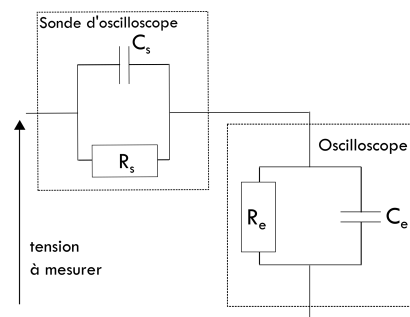 Sonde d'oscilloscope
Cs
Rs
Oscilloscope
Re
Ce
tension
à mesurer